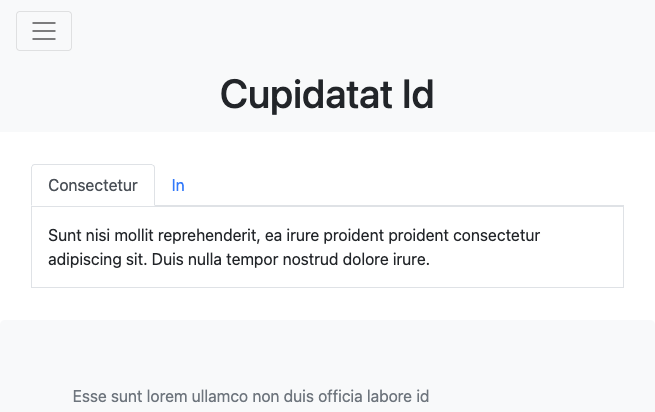 Cupidatat Id
Consectetur
In
Sunt nisi mollit reprehenderit, ea irure proident proident consectetur
adipiscing sit. Duis nulla tempor nostrud dolore irure.
Esse sunt lorem ullamco non duis officia labore id